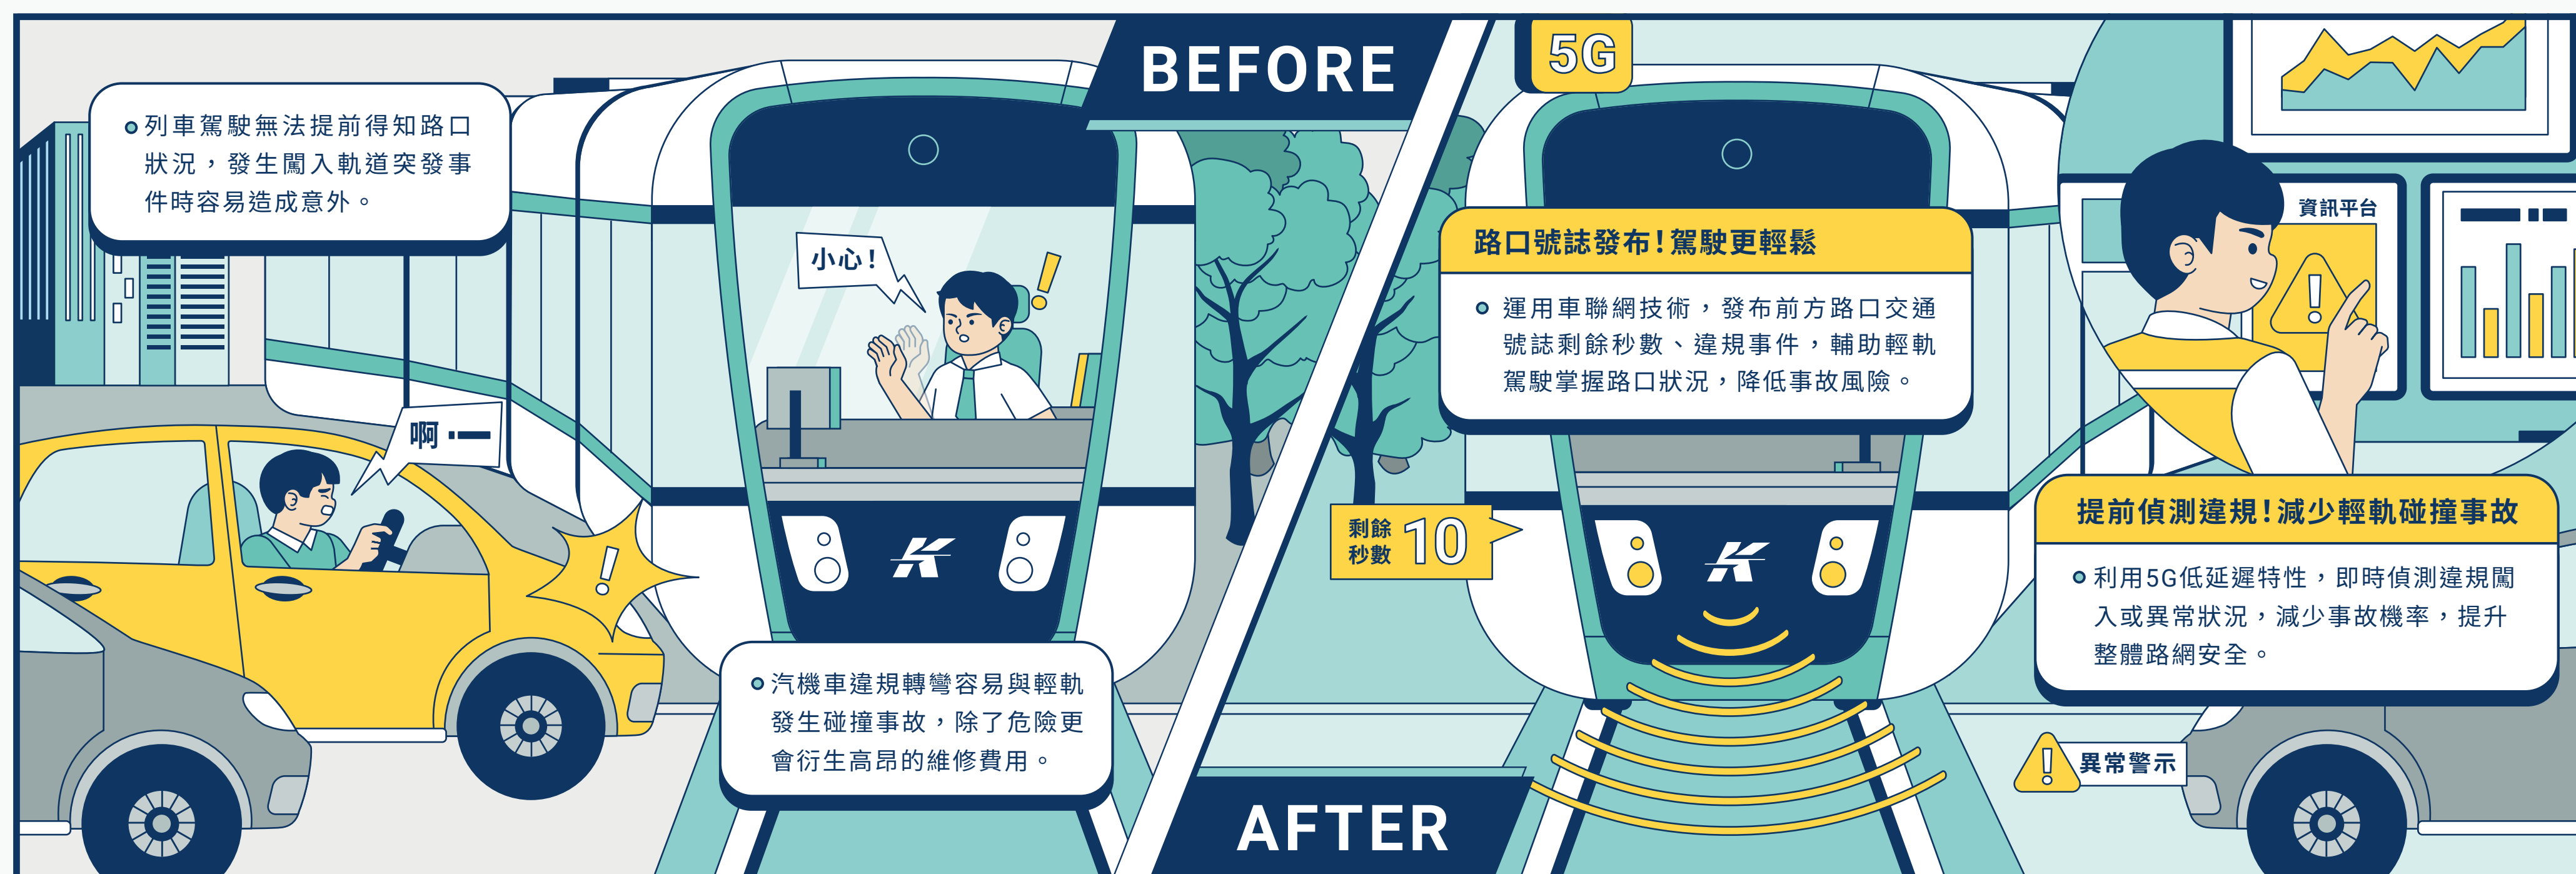 BEFORE
列車駕駛無法提前得知路口
狀況，發生闖入軌道突發事
件時容易造成意外。
小心！
啊
汽機車違規轉彎容易與輕軌
發生碰撞事故，除了危險更
會衍生高昂的維修費用。
AFTER
5G
路口號誌發布！駕駛更輕鬆
運用車聯網技術，發布前方路口交通
號誌剩餘秒數、違規事件，輔助輕軌
駕駛掌握路口狀況，降低事故風險。
剩餘
秒數
10
資訊平台
提前偵測違規！減少輕軌碰撞事故
利用5G低延遲特性，即時偵測違規闖
入或異常狀況，減少事故機率，提升
整體路網安全。
異常警示